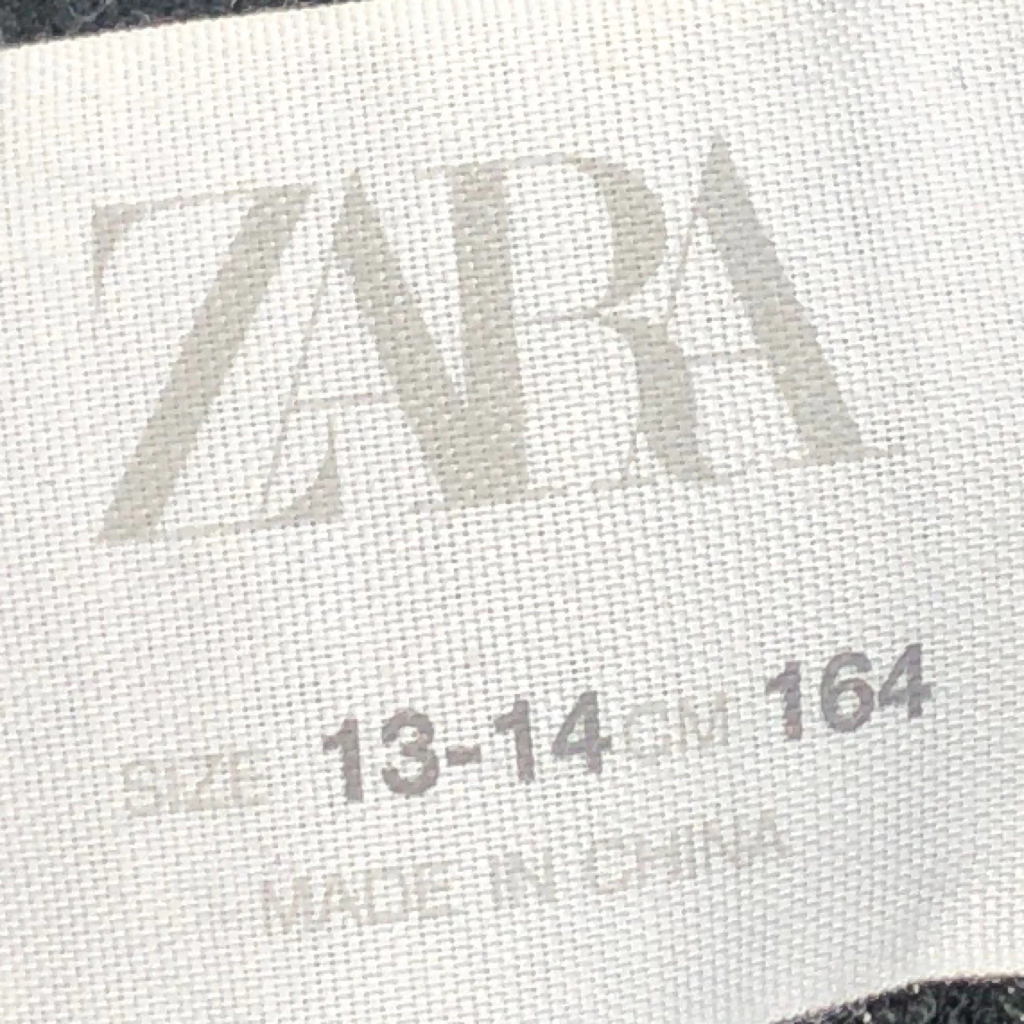 ZARA
SIZE 13-14 CM 164
MADE IN CHINA